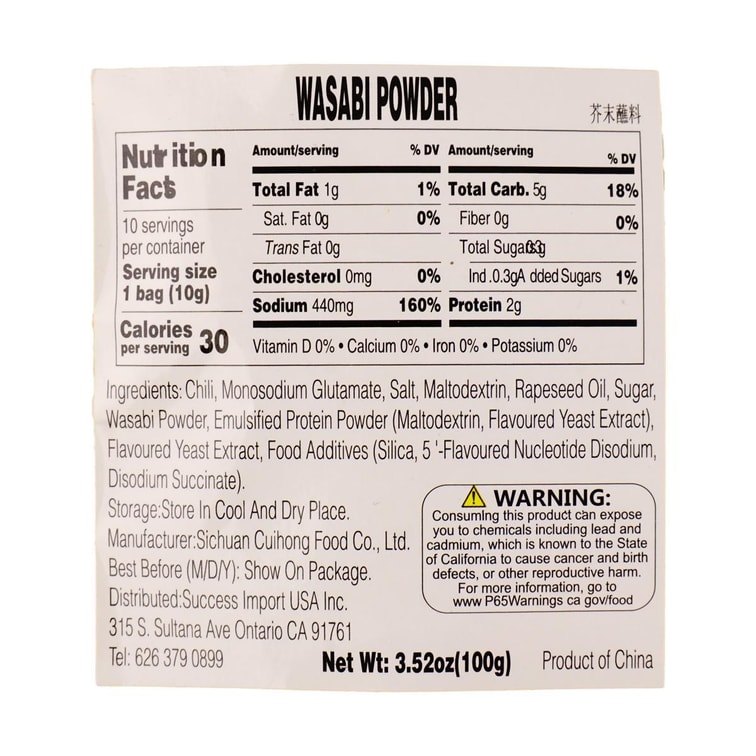 WASABI POWDER
芥末蘸料
Nutrition
Facts
10 servings
per container
Serving size
1 bag (10g)
Calories
per serving 30
Amount/serving % DV
Total Fat 1g 1%
Sat. Fat 0g 0%
Trans Fat 0g
Cholesterol 0mg 0%
Sodium 440mg 160%
Amount/serving % DV
Total Carb. 5g 18%
Fiber 0g 0%
Total Sugars
Ind .0.3gA dded Sugars 1%
Protein 2g
Vitamin D 0% • Calcium 0% • Iron 0% • Potassium 0%
Ingredients: Chili, Monosodium Glutamate, Salt, Maltodextrin, Rapeseed Oil, Sugar,
Wasabi Powder, Emulsified Protein Powder (Maltodextrin, Flavoured Yeast Extract),
Flavoured Yeast Extract, Food Additives (Silica, 5 '-Flavoured Nucleotide Disodium,
Disodium Succinate).
Storage:Store In Cool And Dry Place.
Manufacturer:Sichuan Cuihong Food Co., Ltd.
Best Before (M/D/Y): Show On Package.
Distributed:Success Import USA Inc.
315 S. Sultana Ave Ontario CA 91761
Tel: 626 379 0899
WARNING:
Consuming this product can expose
you to chemicals including lead and
cadmium, which is known to the State
of California to cause cancer and birth
defects, or other reproductive harm.
For more information, go to
www P65Warnings ca gov/food
Net Wt: 3.52oz(100g)
Product of China